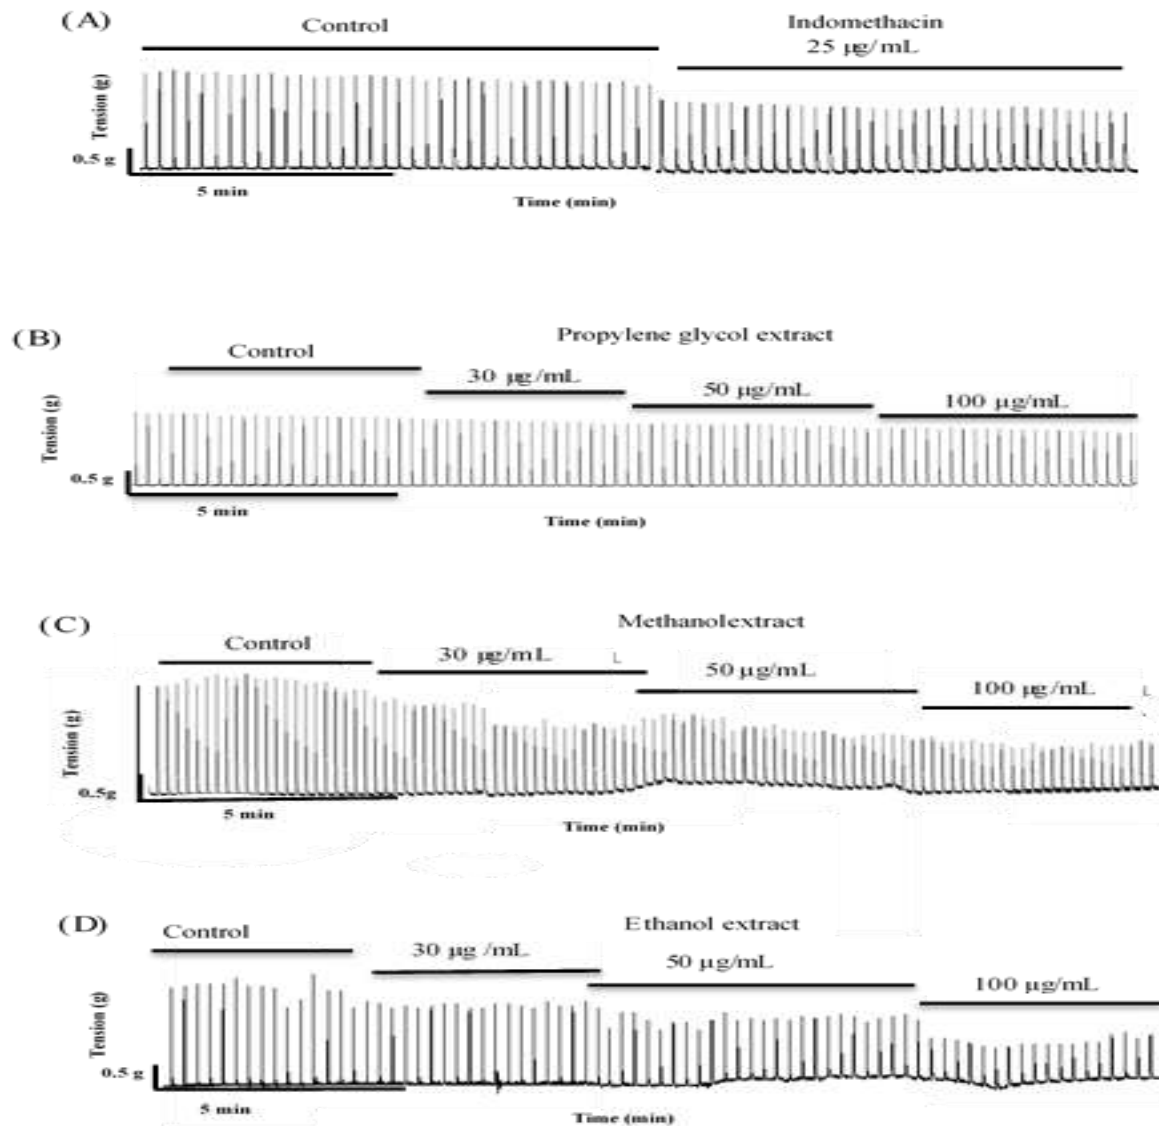 (A)
Control
Indomethacin
25 µg/mL
Tension (g)
0.5 g
5 min
Time (min)
(B)
Propylene glycol extract
Control
30 µg/mL
50 µg/mL
100 µg/mL
Tension (g)
0.5 g
5 min
Time (min)
(C)
Methanolextract
Control
30 µg/mL
L
50 µg/mL
100 µg/mL
L
Tension (g)
0.5g
5 min
Time (min)
(D)
Ethanol extract
Control
30 µg /mL
50 µg/mL
100 µg/mL
Tension (g)
0.5 g
5 min
Time (min)